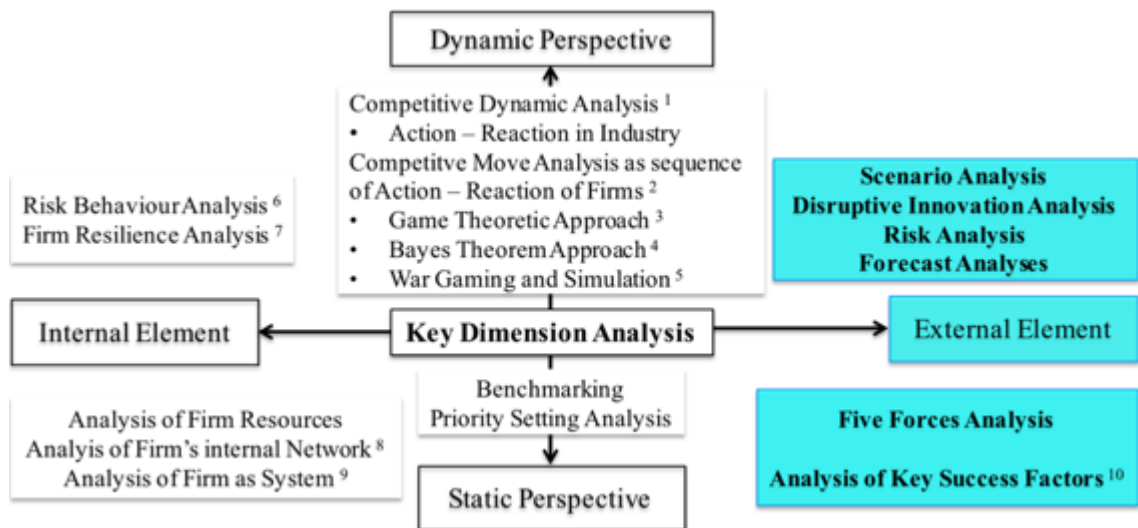 Dynamic Perspective
Competitive Dynamic Analysis 1
• Action – Reaction in Industry
Competitve Move Analysis as sequence
of Action – Reaction of Firms 2
• Game Theoretic Approach 3
• Bayes Theorem Approach 4
• War Gaming and Simulation 5
Risk Behaviour Analysis 6
Firm Resilience Analysis 7
Scenario Analysis
Disruptive Innovation Analysis
Risk Analysis
Forecast Analyses
Internal Element
Key Dimension Analysis
External Element
Benchmarking
Priority Setting Analysis
Analysis of Firm Resources
Analyis of Firm's internal Network 8
Analysis of Firm as System 9
Five Forces Analysis
Analysis of Key Success Factors 10
Static Perspective